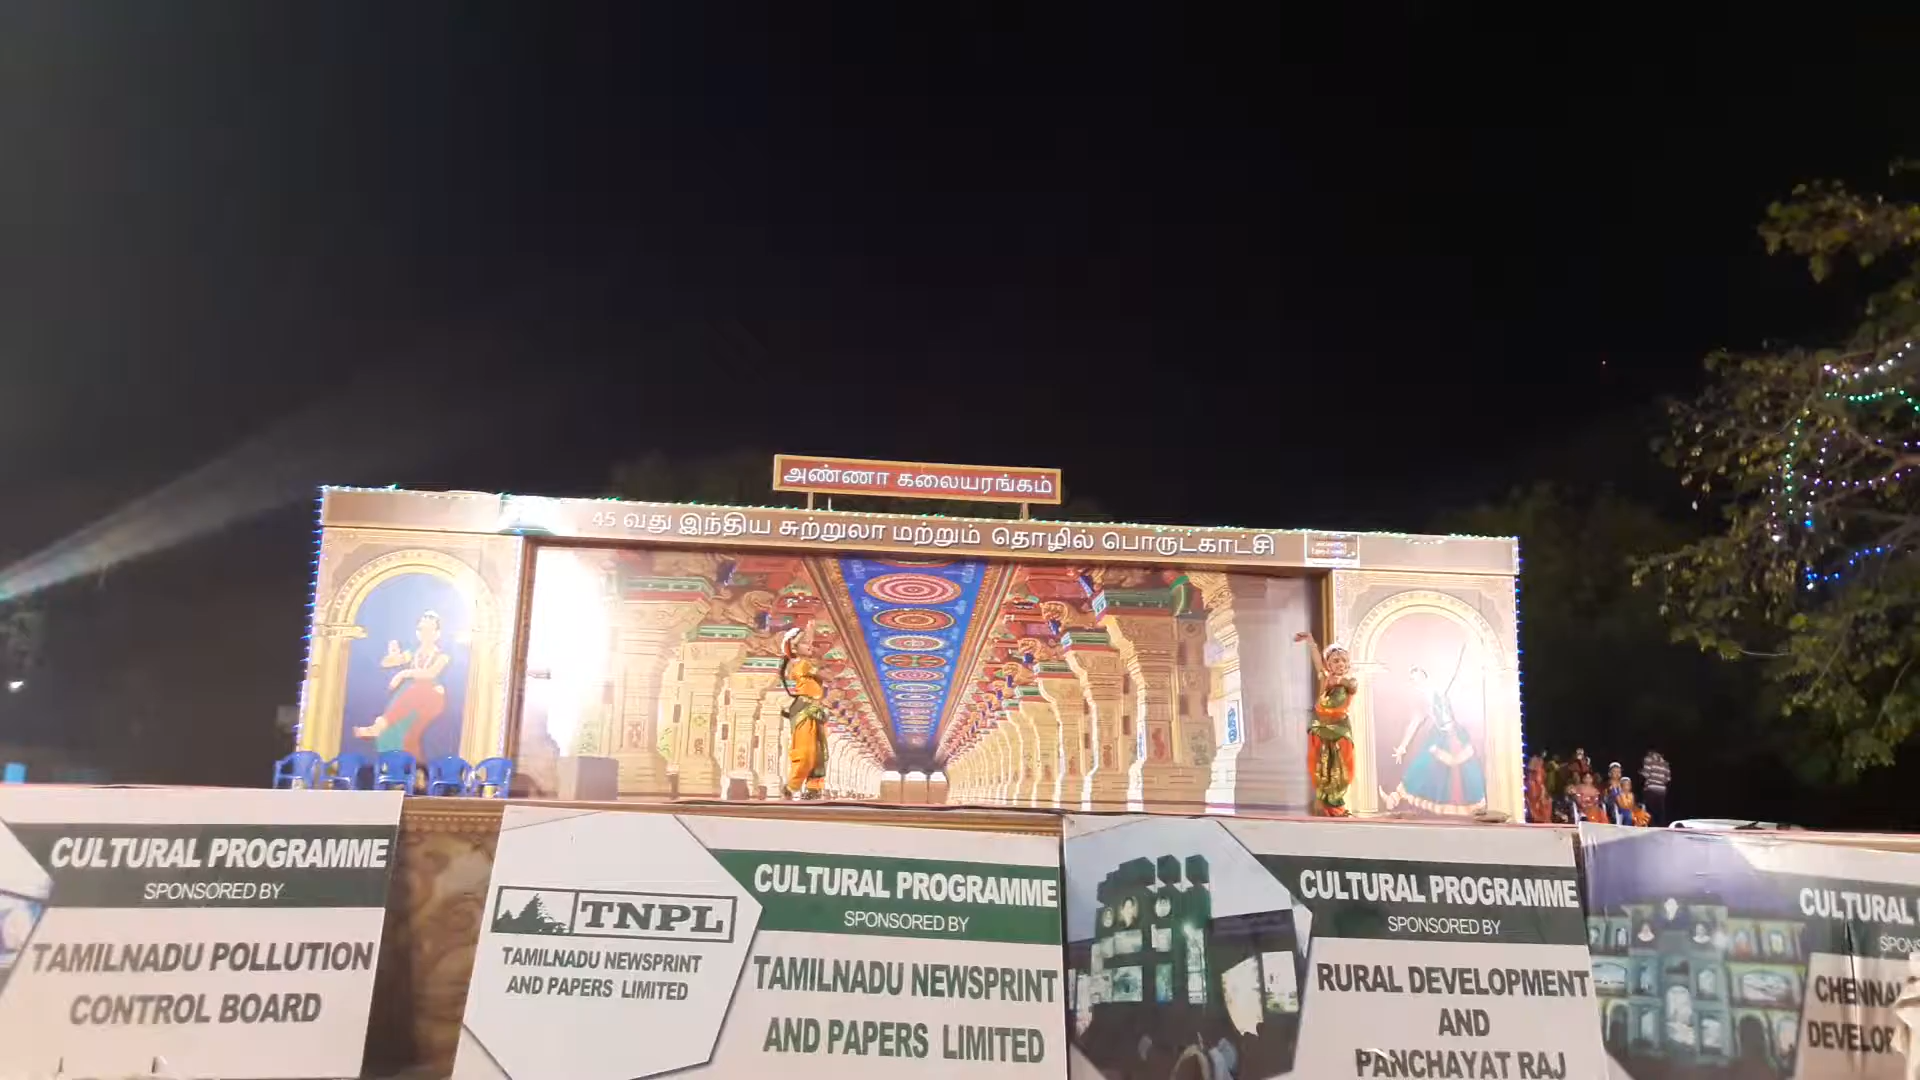 அண்ணா கலையரங்கம்
45 வது இந்திய சுற்றுலா மற்றும் தொழில் பொருட்காட்சி
CULTURAL PROGRAMME
SPONSORED BY
TAMILNADU POLLUTION
CONTROL BOARD
TNPL
TAMILNADU NEWSPRINT
AND PAPERS LIMITED
CULTURAL PROGRAMME
SPONSORED BY
TAMILNADU NEWSPRINT
AND PAPERS LIMITED
CULTURAL PROGRAMME
SPONSORED BY
RURAL DEVELOPMENT
AND
PANCHAYAT RAJ
CULTURAL